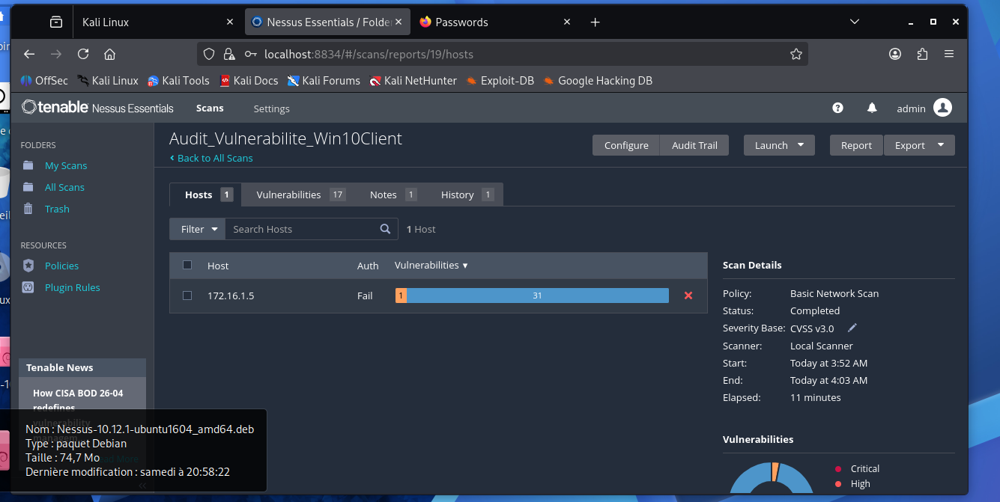 Kali Linux
Nessus Essentials / Folde
Passwords
localhost:8834/#/scans/reports/19/hosts
OffSec
Kali Linux
Kali Tools
Kali Docs
Kali Forums
Kali NetHunter
Exploit-DB
Google Hacking DB
tenable Nessus Essentials
Scans
Settings
admin
FOLDERS
My Scans
All Scans
Trash
RESOURCES
Policies
Plugin Rules
Tenable News
How CISA BOD 26-04
redefines
vulnerability
managem
Nom : Nessus-10.12.1-ubuntu1604_amd64.deb
Type : paquet Debian
Taille : 74,7 Mo
Dernière modification : samedi à 20:58:22
Audit_Vulnerabilite_Win10Client
Back to All Scans
Configure
Audit Trail
Launch
Report
Export
Hosts 1
Vulnerabilities 17
Notes 1
History 1
Filter
Search Hosts
1 Host
Host Auth Vulnerabilities
172.16.1.5 Fail 1 31
Scan Details
Policy: Basic Network Scan
Status: Completed
Severity Base: CVSS v3.0
Scanner: Local Scanner
Start: Today at 3:52 AM
End: Today at 4:03 AM
Elapsed: 11 minutes
Vulnerabilities
Critical
High